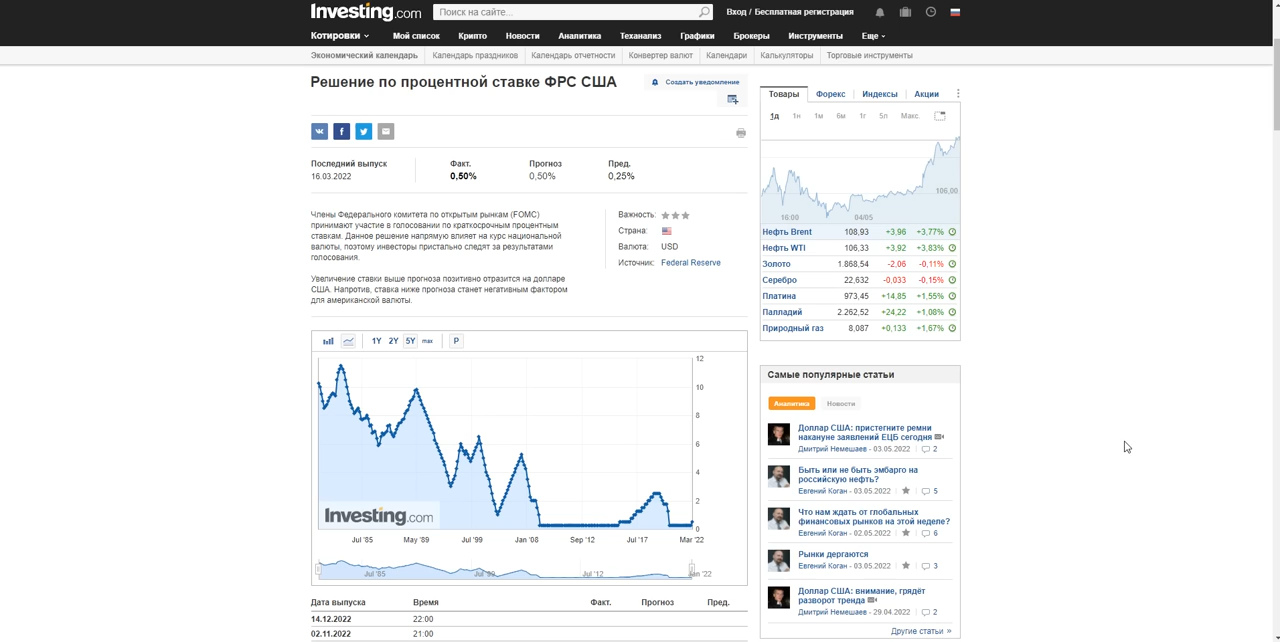 Investing.com
Поиск на сайте...
Вход / Бесплатная регистрация
Котировки
Мой список
Крипто
Новости
Аналитика
Теханализ
Графики
Брокеры
Инструменты
Еще
Экономический календарь
Календарь праздников
Календарь отчетности
Конвертер валют
Календари
Калькуляторы
Торговые инструменты
Решение по процентной ставке ФРС США
Создать уведомление
Последний выпуск
16.03.2022
Факт.
0,50%
Прогноз
0,50%
Пред.
0,25%
Члены Федерального комитета по открытым рынкам (FOMC)
принимают участие в голосовании по краткосрочным процентным
ставкам. Данное решение напрямую влияет на курс национальной
валюты, поэтому инвесторы пристально следят за результатами
голосования.
Увеличение ставки выше прогноза позитивно отразится на долларе
США. Напротив, ставка ниже прогноза станет негативным фактором
для американской валюты.
Важность:
Страна:
Валюта: USD
Источник: Federal Reserve
1Y 2Y 5Y max P
12
10
8
6
4
2
0
Investing.com
Jul '85 May '89 Jul '99 Jan '08 Sep '12 Jul '17 Mar '22
Jul '85 Jul '99 Jul '12 Jan '22
Дата выпуска Время Факт. Прогноз Пред.
14.12.2022 22:00
02.11.2022 21:00
Товары Форекс Индексы Акции
1д 1н 1м 6м 1г 5л Макс.
106,00
16:00 04/05
Нефть Brent 108,93 +3,96 +3,77%
Нефть WTI 106,33 +3,92 +3,83%
Золото 1.868,54 -2,06 -0,11%
Серебро 22,632 -0,033 -0,15%
Платина 973,45 +14,85 +1,55%
Палладий 2.262,52 +24,22 +1,08%
Природный газ 8,087 +0,133 +1,67%
Самые популярные статьи
Аналитика Новости
Доллар США: пристегните ремни
накануне заявлений ЕЦБ сегодня
Дмитрий Немешаев - 03.05.2022 2
Быть или не быть эмбарго на
российскую нефть?
Евгений Коган - 03.05.2022 5
Что нам ждать от глобальных
финансовых рынков на этой неделе?
Евгений Коган - 02.05.2022 6
Рынки дергаются
Евгений Коган - 03.05.2022 3
Доллар США: внимание, грядёт
разворот тренда
Дмитрий Немешаев - 29.04.2022 2
Другие статьи »